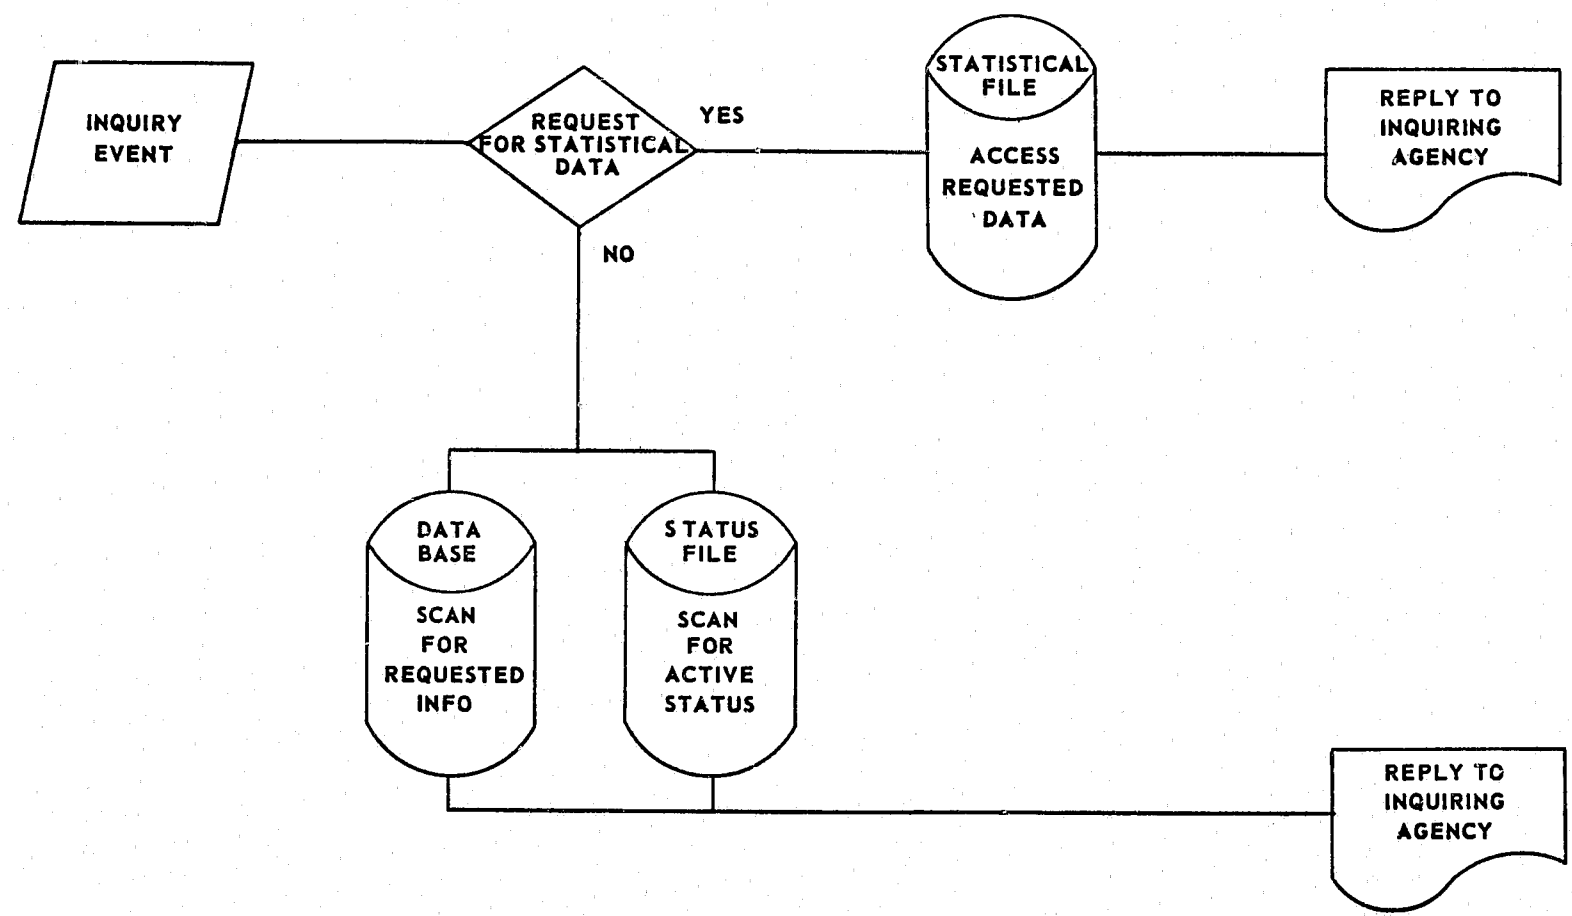 INQUIRY
EVENT
REQUEST
FOR STATISTICAL
DATA
YES
NO
STATISTICAL
FILE
ACCESS
REQUESTED
DATA
REPLY TO
INQUIRING
AGENCY
DATA
BASE
SCAN
FOR
REQUESTED
INFO
STATUS
FILE
SCAN
FOR
ACTIVE
STATUS
REPLY TO
INQUIRING
AGENCY